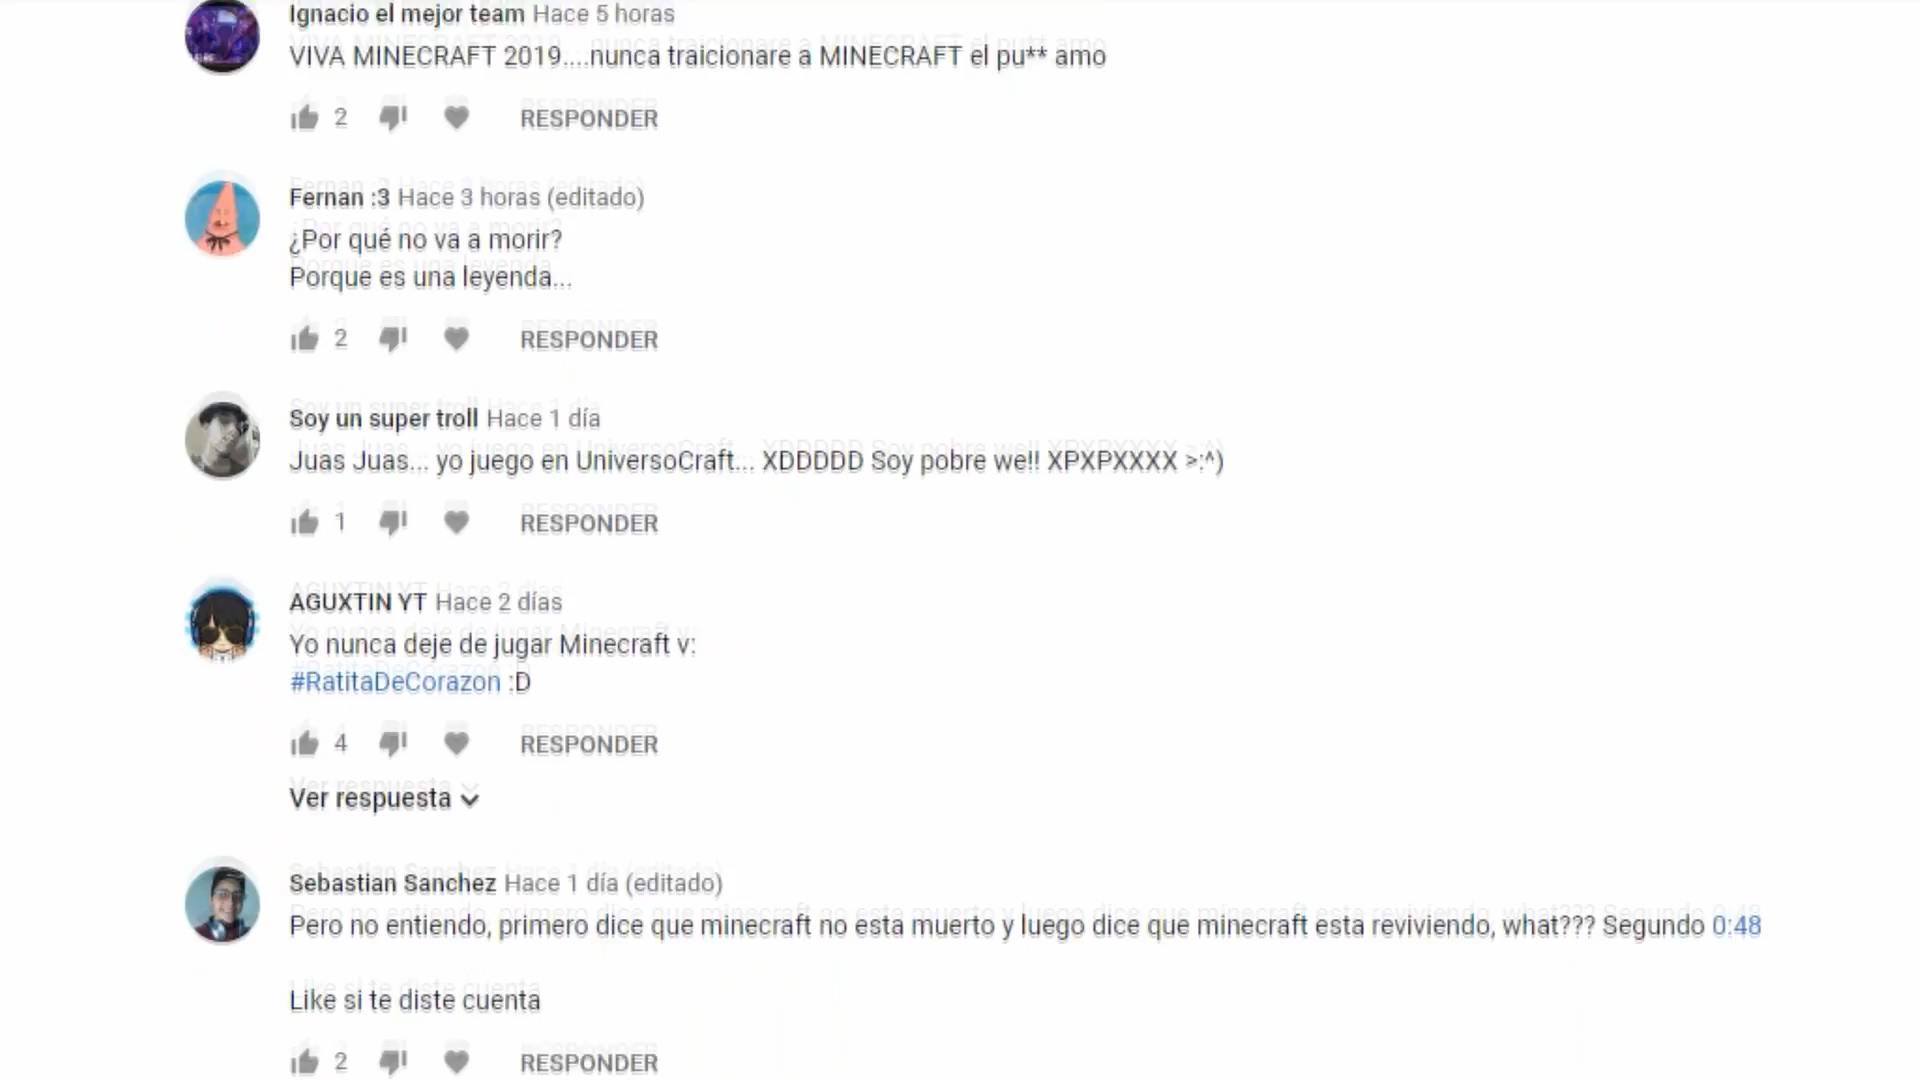 Ignacio el mejor team Hace 5 horas
VIVA MINECRAFT 2019....nunca traicionare a MINECRAFT el pu** amo
2 RESPONDER
Fernan :3 Hace 3 horas (editado)
¿Por qué no va a morir?
Porque es una leyenda...
2 RESPONDER
Soy un super troll Hace 1 día
Juas Juas... yo juego en UniversoCraft... XDDDDD Soy pobre we!! XPXPXXXX >:^)
1 RESPONDER
AGUXTIN YT Hace 2 días
Yo nunca deje de jugar Minecraft v:
#RatitaDeCorazon :D
4 RESPONDER
Ver respuesta
Sebastian Sanchez Hace 1 día (editado)
Pero no entiendo, primero dice que minecraft no esta muerto y luego dice que minecraft esta reviviendo, what??? Segundo 0:48
Like si te diste cuenta
2 RESPONDER